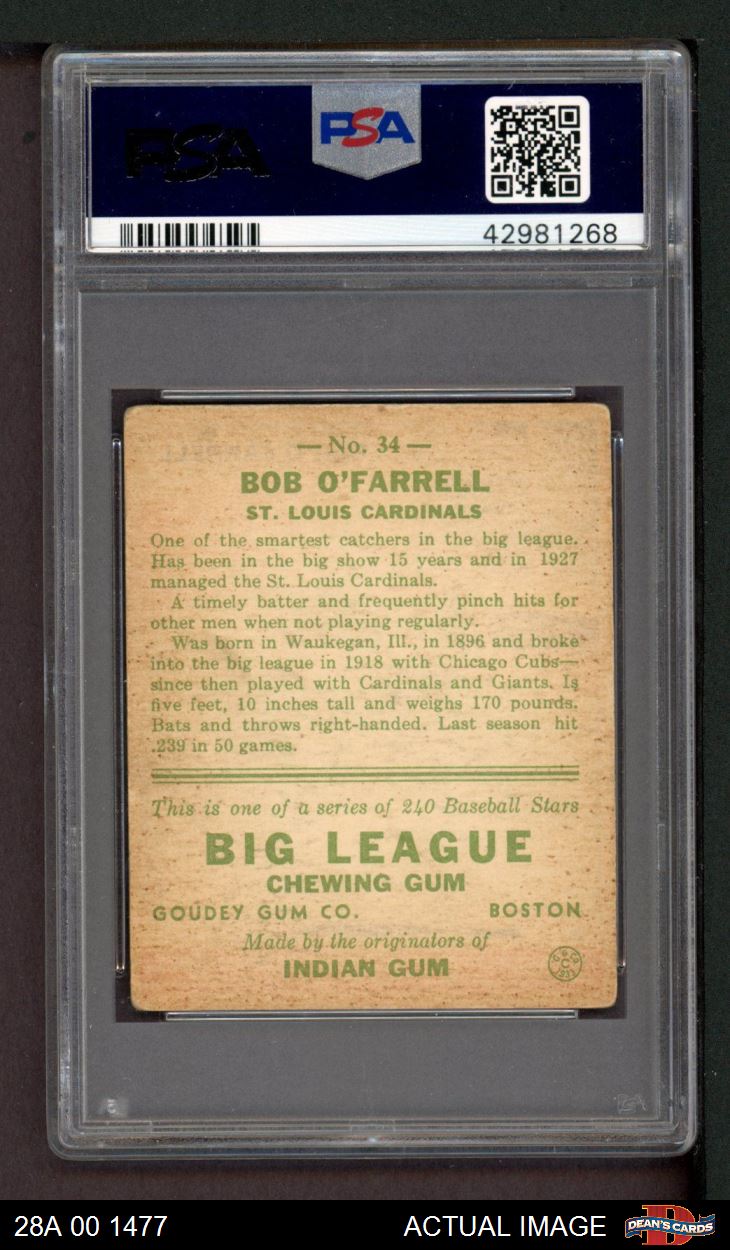 PSA
PSA
42981268
— No. 34 —
BOB O'FARRELL
ST. LOUIS CARDINALS
One of the smartest catchers in the big league.
Has been in the big show 15 years and in 1927
managed the St. Louis Cardinals.
A timely batter and frequently pinch hits for
other men when not playing regularly.
Was born in Waukegan, Ill., in 1896 and broke
into the big league in 1918 with Chicago Cubs—
since then played with Cardinals and Giants. Is
five feet, 10 inches tall and weighs 170 pounds.
Bats and throws right-handed. Last season hit
.239 in 50 games.
This is one of a series of 240 Baseball Stars
BIG LEAGUE
CHEWING GUM
GOUDEY GUM CO. BOSTON
Made by the originators of
INDIAN GUM
PSA
28A 00 1477 ACTUAL IMAGE DEAN'S CARDS